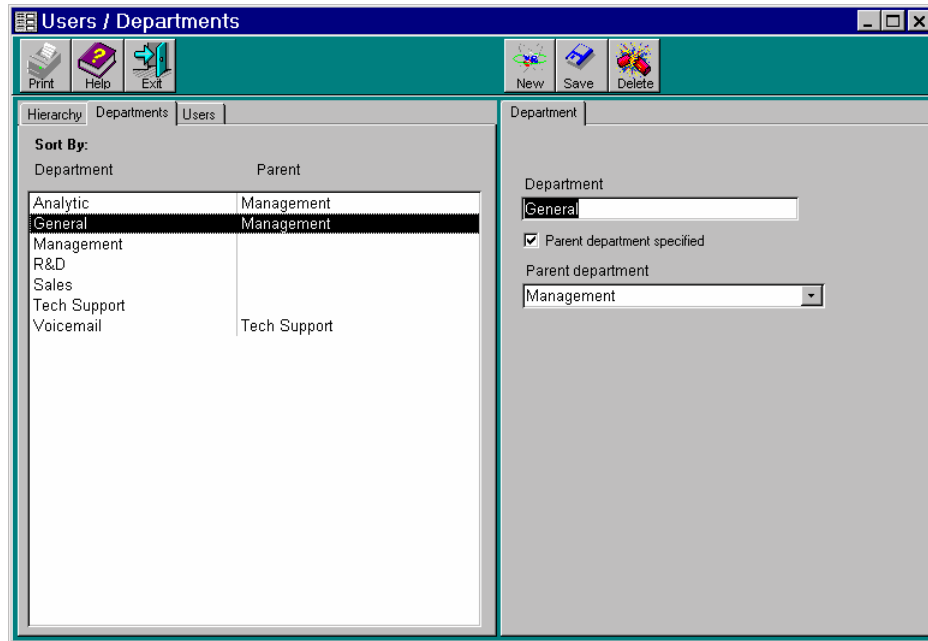 Users / Departments
Print Help Exit New Save Delete
Hierarchy Departments Users
Sort By:
Department Parent
Analytic Management
General Management
Management
R&D
Sales
Tech Support
Voicemail Tech Support
Department
Department
General
Parent department specified
Parent department
Management